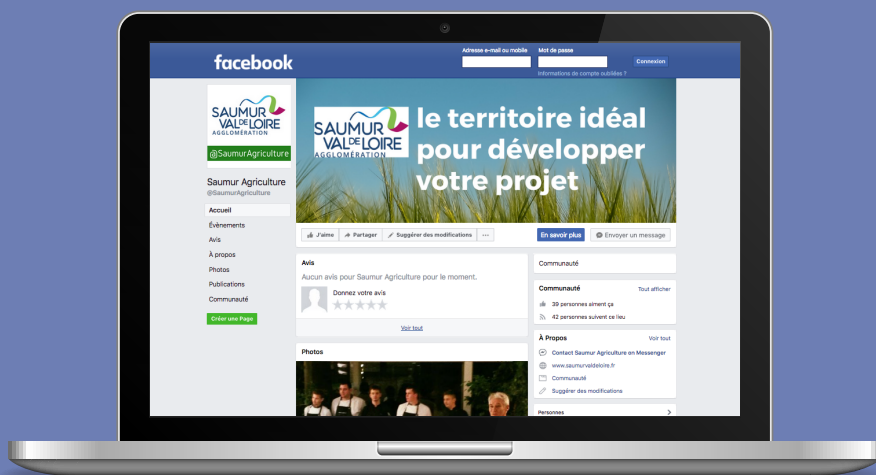 facebook
Adresse e-mail ou mobile
Mot de passe
Connexion
Informations de compte oubliées ?
SAUMUR
VAL DE LOIRE
AGGLOMÉRATION
@SaumurAgriculture
SAUMUR
VAL DE LOIRE
AGGLOMÉRATION
le territoire idéal
pour développer
votre projet
Saumur Agriculture
@SaumurAgriculture
Accueil
Évènements
Avis
À propos
Photos
Publications
Communauté
Créer une Page
J'aime
Partager
Suggérer des modifications
...
En savoir plus
Envoyer un message
Avis
Aucun avis pour Saumur Agriculture pour le moment.
Donnez votre avis
Voir tout
Photos
Communauté
Communauté
Tout afficher
39 personnes aiment ça
42 personnes suivent ce lieu
À Propos
Voir tout
Contact Saumur Agriculture on Messenger
www.saumurvaldeloire.fr
Communauté
Suggérer des modifications
Personnes